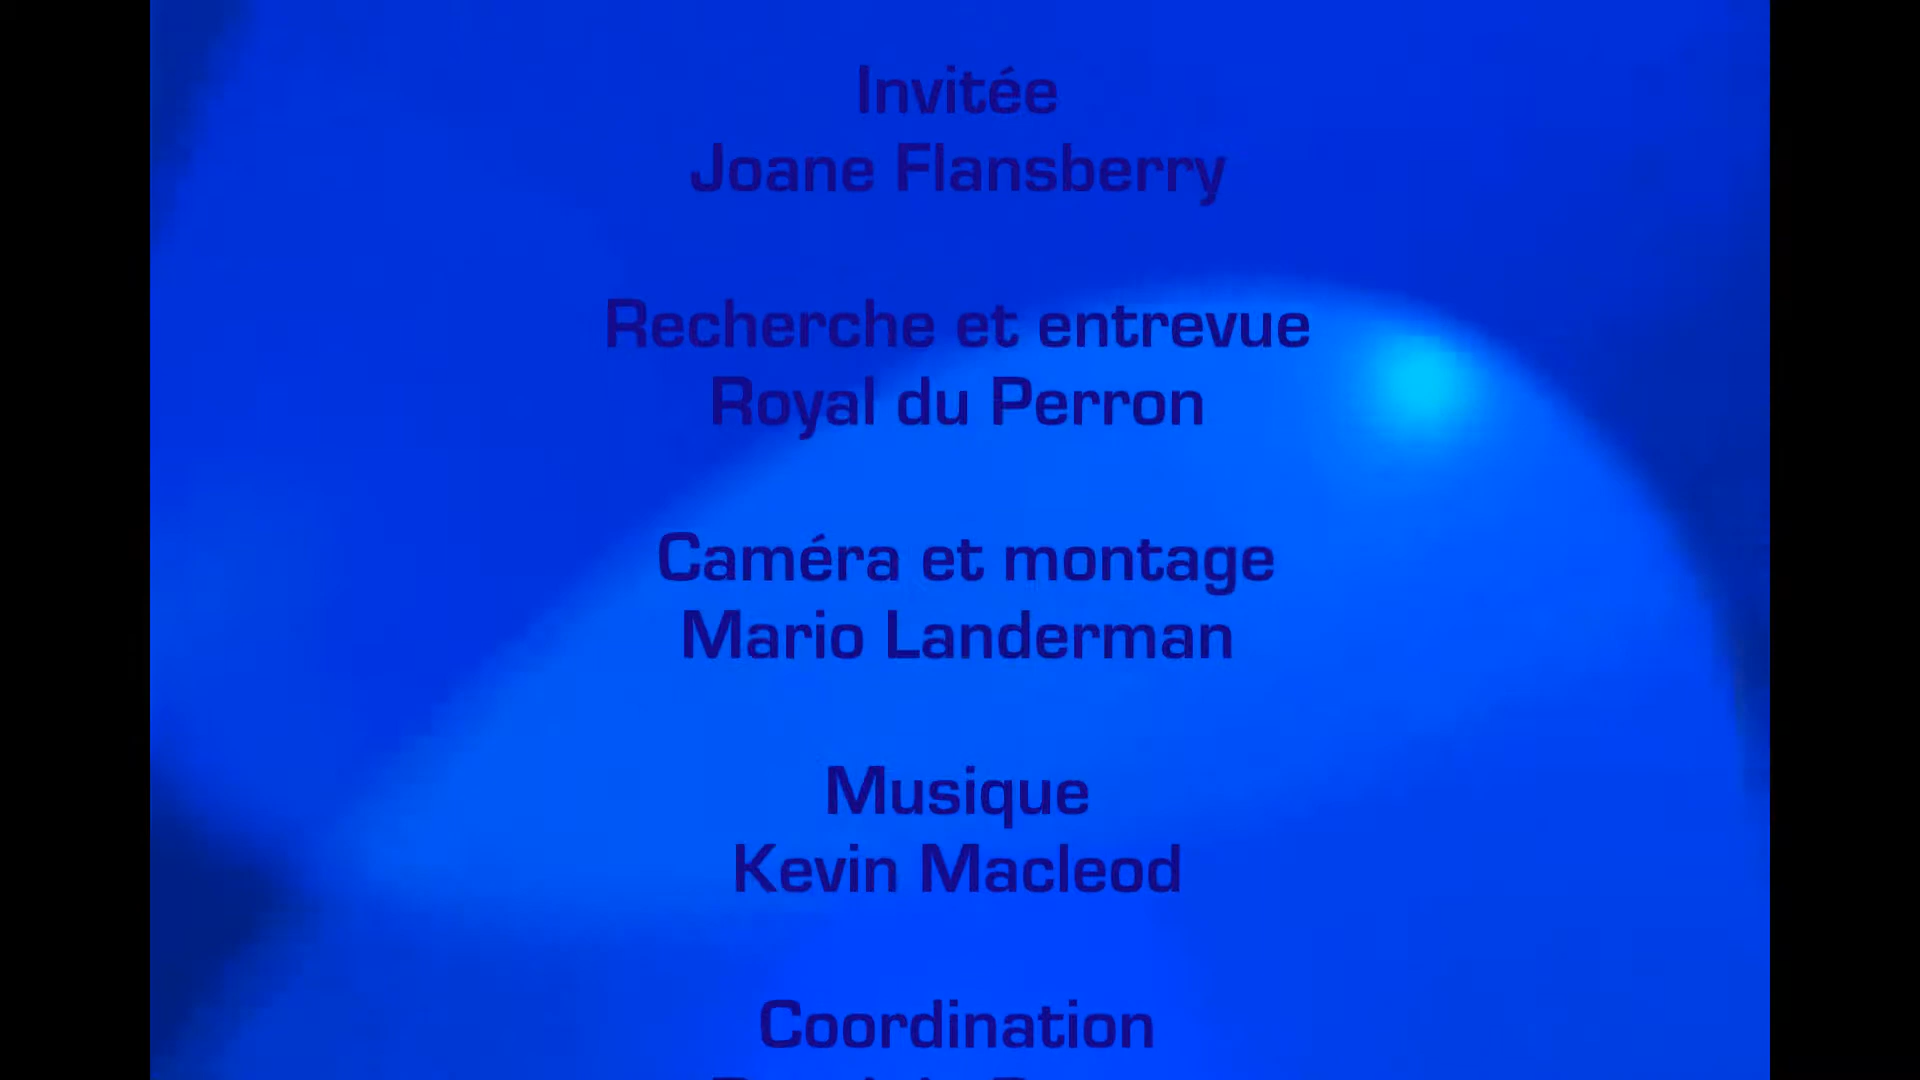 Invitée
Joane Flansberry
Recherche et entrevue
Royal du Perron
Caméra et montage
Mario Landerman
Musique
Kevin Macleod
Coordination